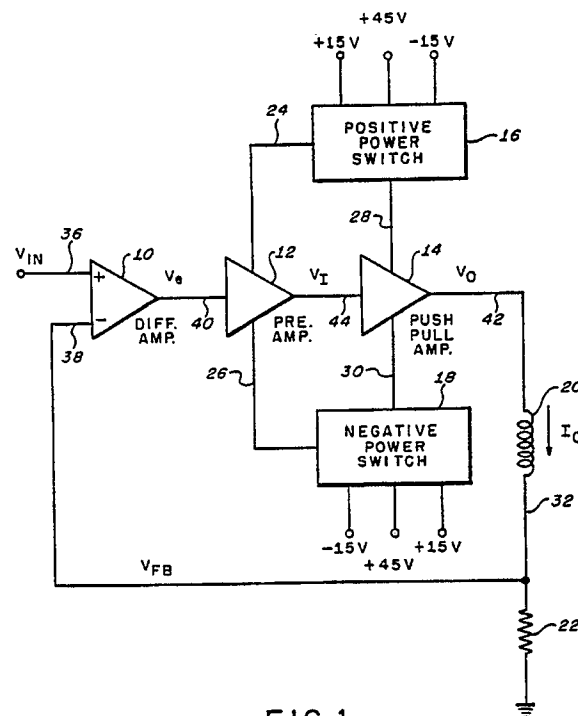 +45V
+15V
-15V
24
POSITIVE
POWER
SWITCH
16
28
VIN
36
10
12
14
+
-
Ve
VI
VO
38
40
44
42
DIFF.
AMP.
PRE.
AMP.
PUSH
PULL
AMP.
26
30
18
20
IO
NEGATIVE
POWER
SWITCH
32
-15V
+45V
+15V
VFB
22